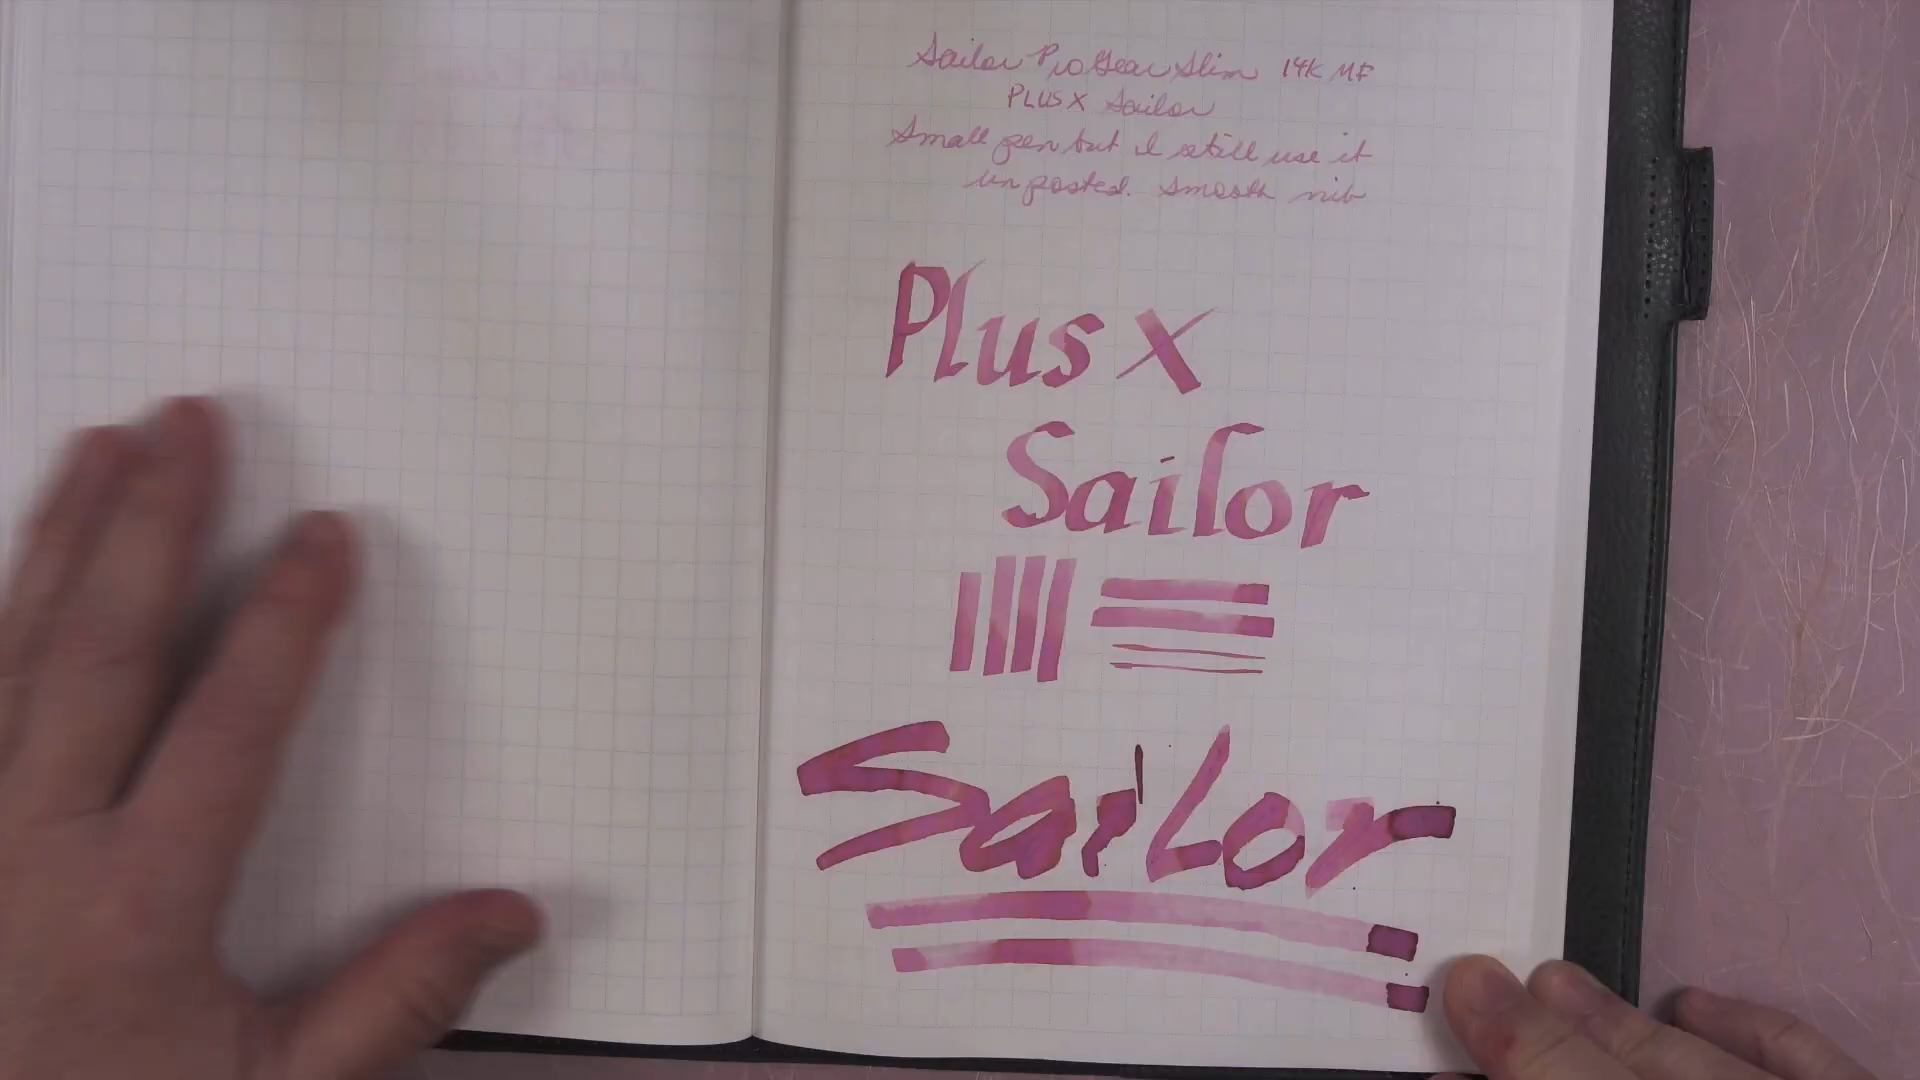 Sailor Pro Gear Slim 14K MF
PLUS X Sailor
Small pen but I still use it
unposted. Smooth nib
Plus X
Sailor
Sailor